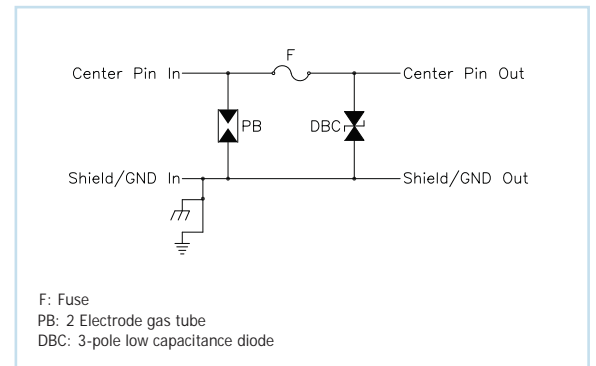 F
Center Pin In
Center Pin Out
PB
DBC
Shield/GND In
Shield/GND Out
F: Fuse
PB: 2 Electrode gas tube
DBC: 3-pole low capacitance diode